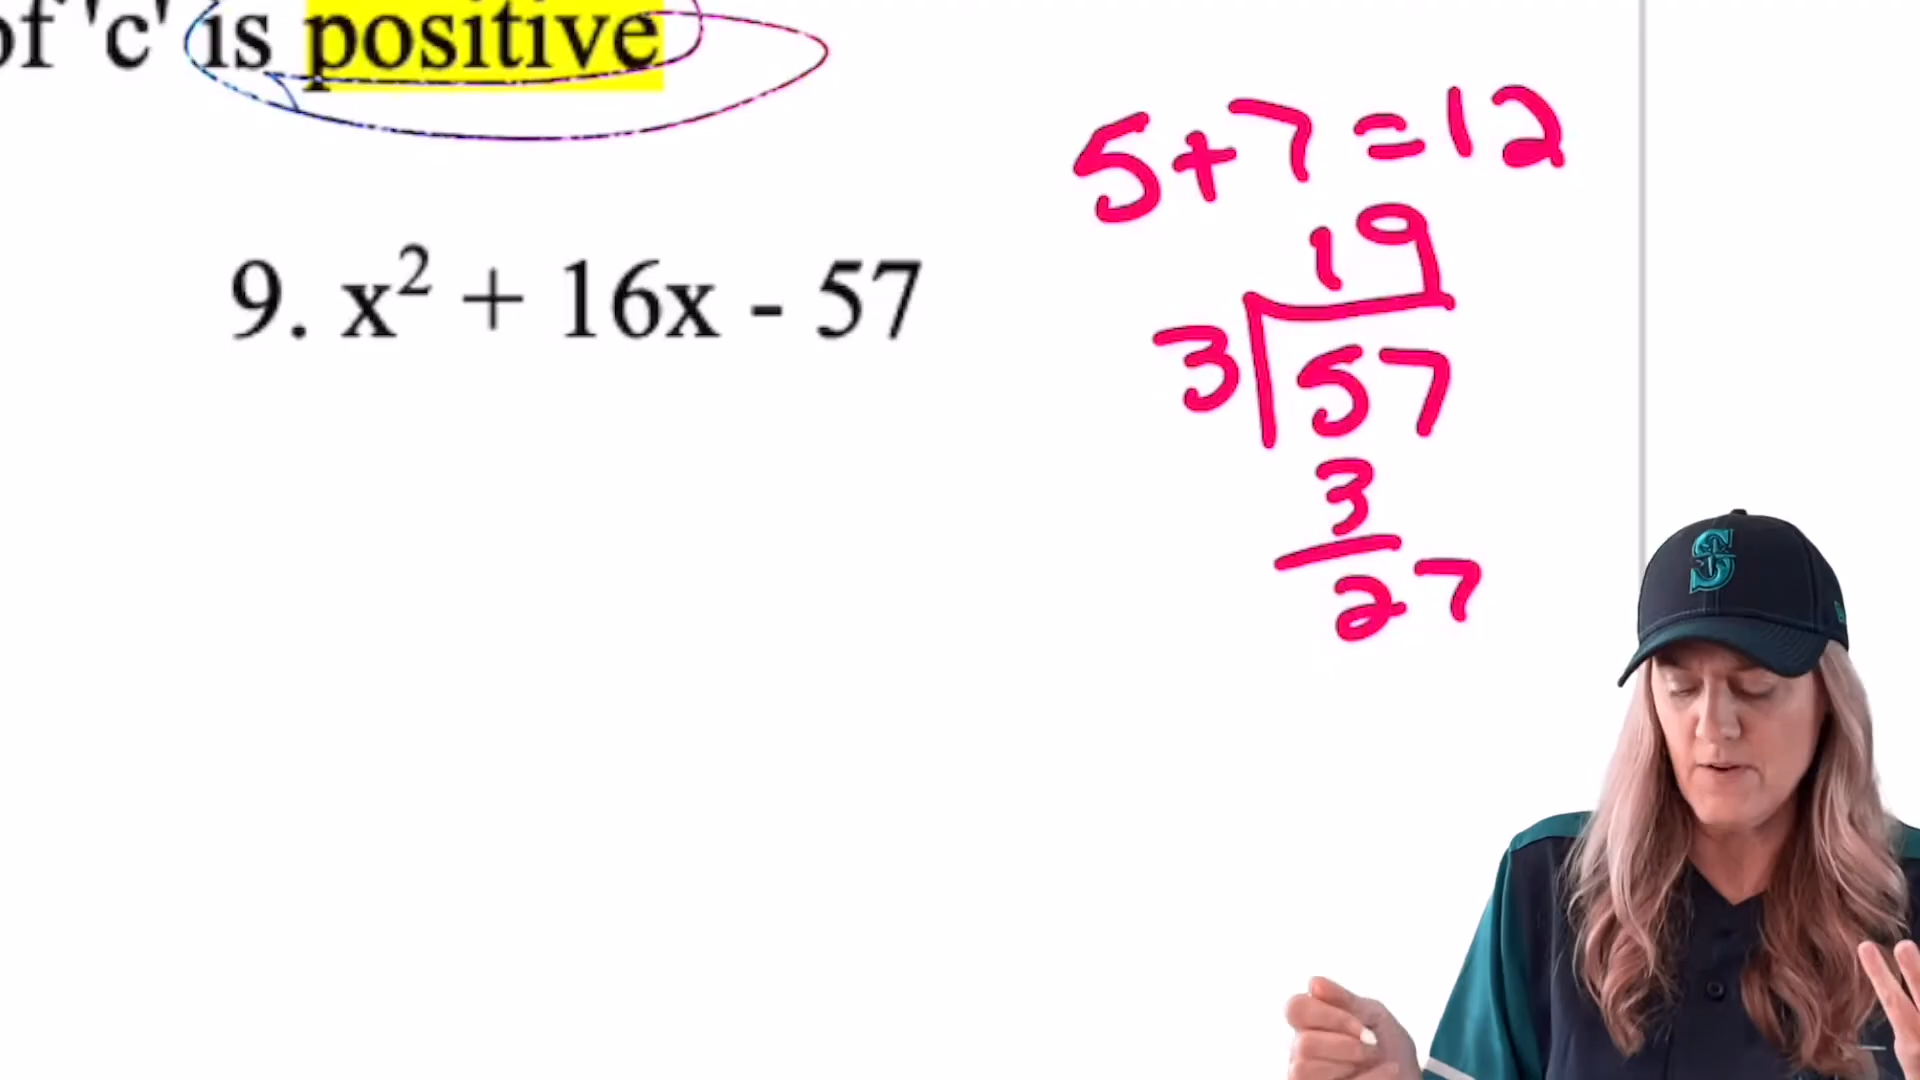 of 'c' is positive
5+7=12
9. x² + 16x - 57
19
3 57
3
27
S